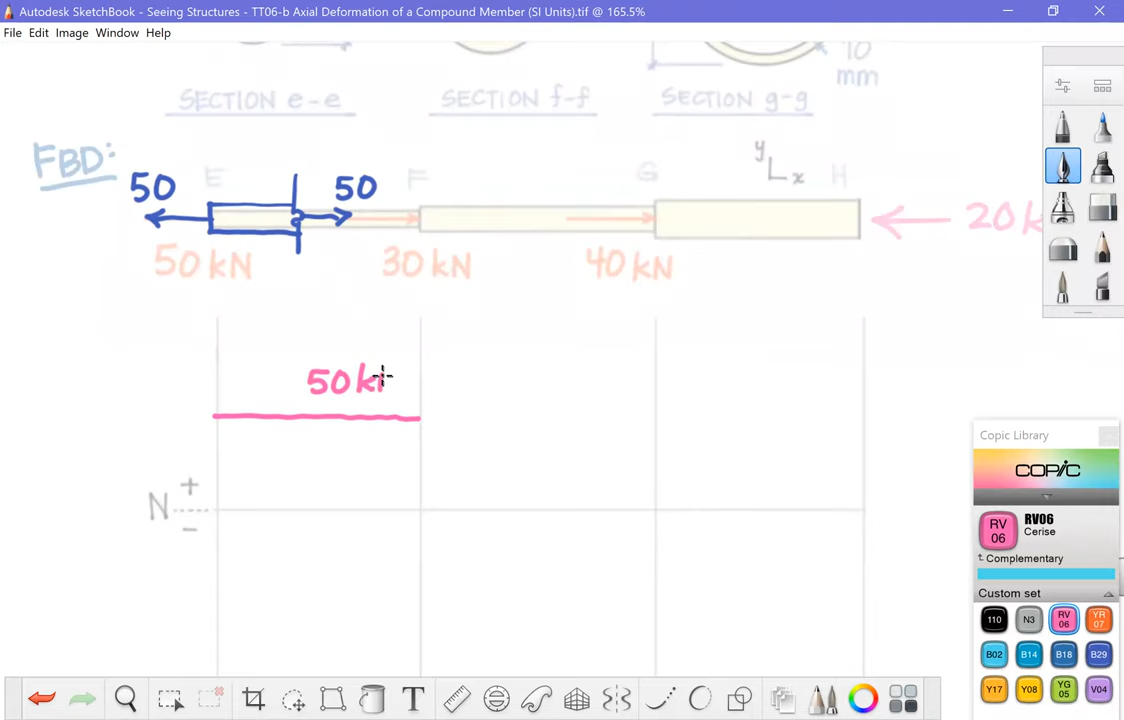 Autodesk SketchBook - Seeing Structures - TT06-b Axial Deformation of a Compound Member (SI Units).tif @ 165.5%
File Edit Image Window Help
10
mm
SECTION e-e SECTION f-f SECTION g-g
FBD:
y
x
E F G H
50 50
20 k
50 kN 30 kN 40 kN
50 k
N + -
Copic Library
COPIC
RV 06
RV06
Cerise
Complementary
Custom set
110 N3 RV 06 YR 07
B02 B14 B18 B29
Y17 Y08 YG 05 V04
T